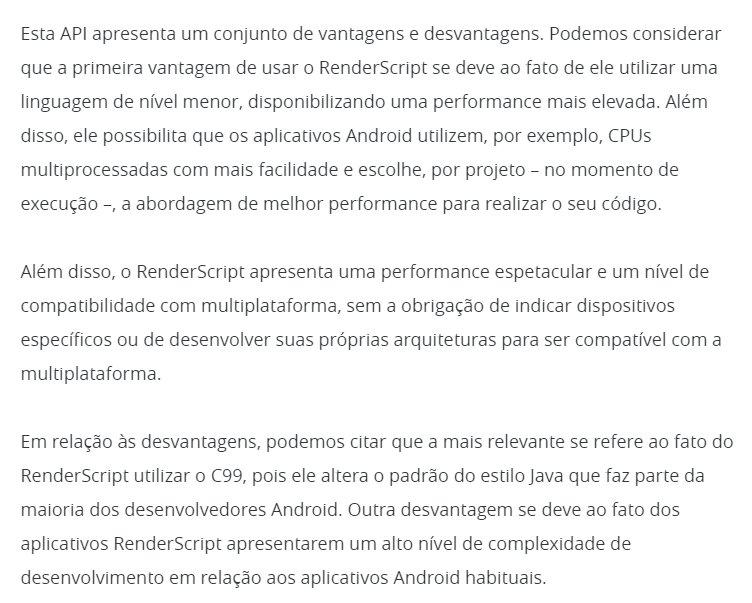 Esta API apresenta um conjunto de vantagens e desvantagens. Podemos considerar
que a primeira vantagem de usar o RenderScript se deve ao fato de ele utilizar uma
linguagem de nível menor, disponibilizando uma performance mais elevada. Além
disso, ele possibilita que os aplicativos Android utilizem, por exemplo, CPUs
multiprocessadas com mais facilidade e escolhe, por projeto – no momento de
execução –, a abordagem de melhor performance para realizar o seu código.
Além disso, o RenderScript apresenta uma performance espetacular e um nível de
compatibilidade com multiplataforma, sem a obrigação de indicar dispositivos
específicos ou de desenvolver suas próprias arquiteturas para ser compatível com a
multiplataforma.
Em relação às desvantagens, podemos citar que a mais relevante se refere ao fato do
RenderScript utilizar o C99, pois ele altera o padrão do estilo Java que faz parte da
maioria dos desenvolvedores Android. Outra desvantagem se deve ao fato dos
aplicativos RenderScript apresentarem um alto nível de complexidade de
desenvolvimento em relação aos aplicativos Android habituais.